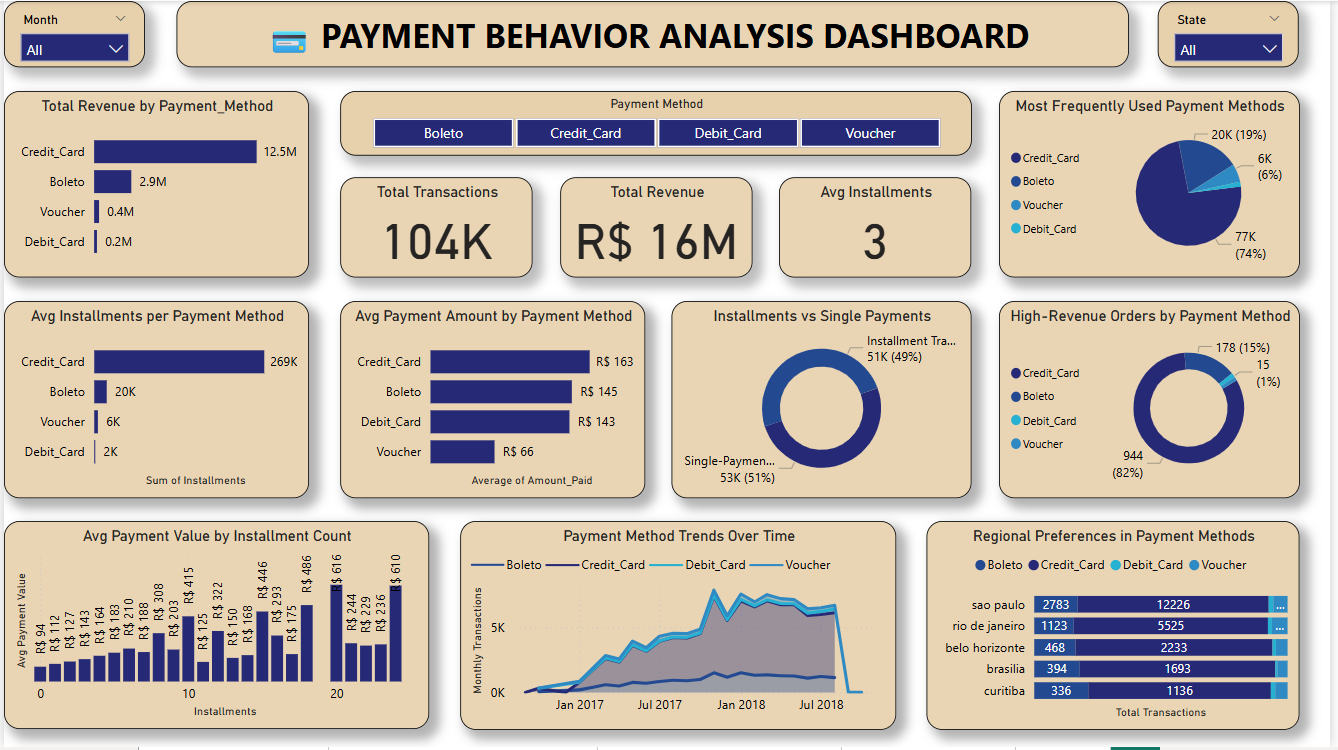 Month
All
PAYMENT BEHAVIOR ANALYSIS DASHBOARD
State
All
Total Revenue by Payment_Method
Credit_Card 12.5M
Boleto 2.9M
Voucher 0.4M
Debit_Card 0.2M
Payment Method
Boleto Credit_Card Debit_Card Voucher
Total Transactions
104K
Total Revenue
R$ 16M
Avg Installments
3
Most Frequently Used Payment Methods
Credit_Card
Boleto
Voucher
Debit_Card
20K (19%)
6K
(6%)
77K
(74%)
Avg Installments per Payment Method
Credit_Card 269K
Boleto 20K
Voucher 6K
Debit_Card 2K
Sum of Installments
Avg Payment Amount by Payment Method
Credit_Card R$ 163
Boleto R$ 145
Debit_Card R$ 143
Voucher R$ 66
Average of Amount_Paid
Installments vs Single Payments
Installment Tra...
51K (49%)
Single-Paymen...
53K (51%)
High-Revenue Orders by Payment Method
Credit_Card
Boleto
Debit_Card
Voucher
178 (15%)
15
(1%)
944
(82%)
Avg Payment Value by Installment Count
Avg Payment Value
R$ 94
R$ 112
R$ 127
R$ 143
R$ 164
R$ 183
R$ 210
R$ 188
R$ 308
R$ 203
R$ 415
R$ 125
R$ 322
R$ 150
R$ 168
R$ 446
R$ 293
R$ 175
R$ 486
R$ 616
R$ 244
R$ 229
R$ 236
R$ 610
0 10 20
Installments
Payment Method Trends Over Time
Boleto Credit_Card Debit_Card Voucher
Monthly Transactions
5K
0K
Jan 2017 Jul 2017 Jan 2018 Jul 2018
Regional Preferences in Payment Methods
Boleto Credit_Card Debit_Card Voucher
sao paulo 2783 12226 ...
rio de janeiro 1123 5525 ...
belo horizonte 468 2233
brasilia 394 1693
curitiba 336 1136
Total Transactions